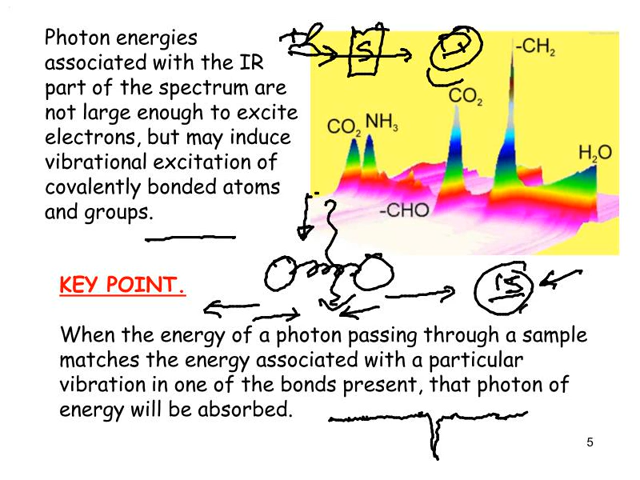 Photon energies
associated with the IR
part of the spectrum are
not large enough to excite
electrons, but may induce
vibrational excitation of
covalently bonded atoms
and groups.
S
D
-CH₂
CO₂
CO₂ NH₃
H₂O
-CHO
KEY POINT.
15
When the energy of a photon passing through a sample
matches the energy associated with a particular
vibration in one of the bonds present, that photon of
energy will be absorbed.
5